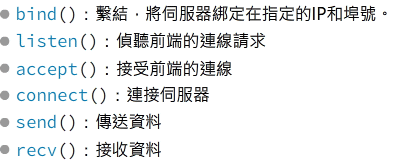 bind()：繫結，將伺服器綁定在指定的IP和埠號。
listen()：偵聽前端的連線請求
accept()：接受前端的連線
connect()：連接伺服器
send()：傳送資料
recv()：接收資料